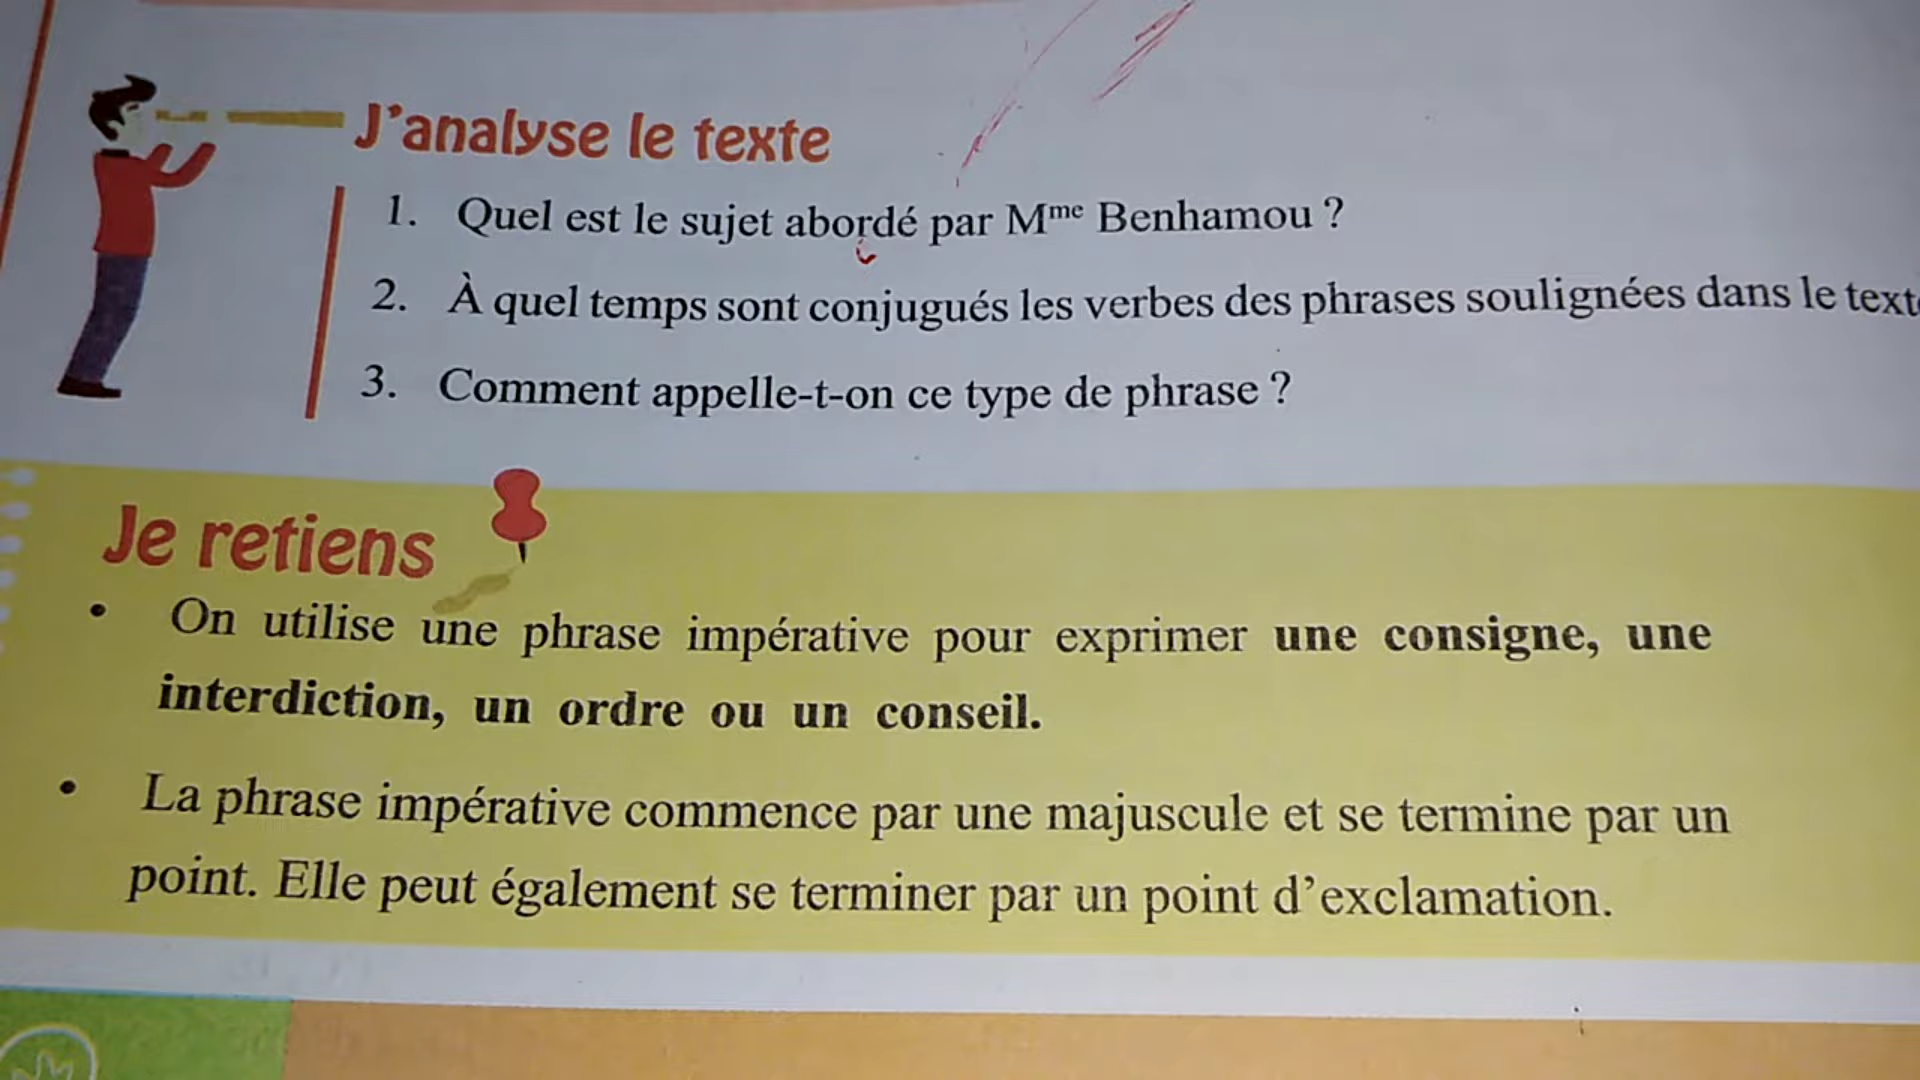 J'analyse le texte
1. Quel est le sujet abordé par Mme Benhamou ?
2. À quel temps sont conjugués les verbes des phrases soulignées dans le
3. Comment appelle-t-on ce type de phrase ?
Je retiens
• On utilise une phrase impérative pour exprimer une consigne, une
interdiction, un ordre ou un conseil.
• La phrase impérative commence par une majuscule et se termine par un
point. Elle peut également se terminer par un point d'exclamation.